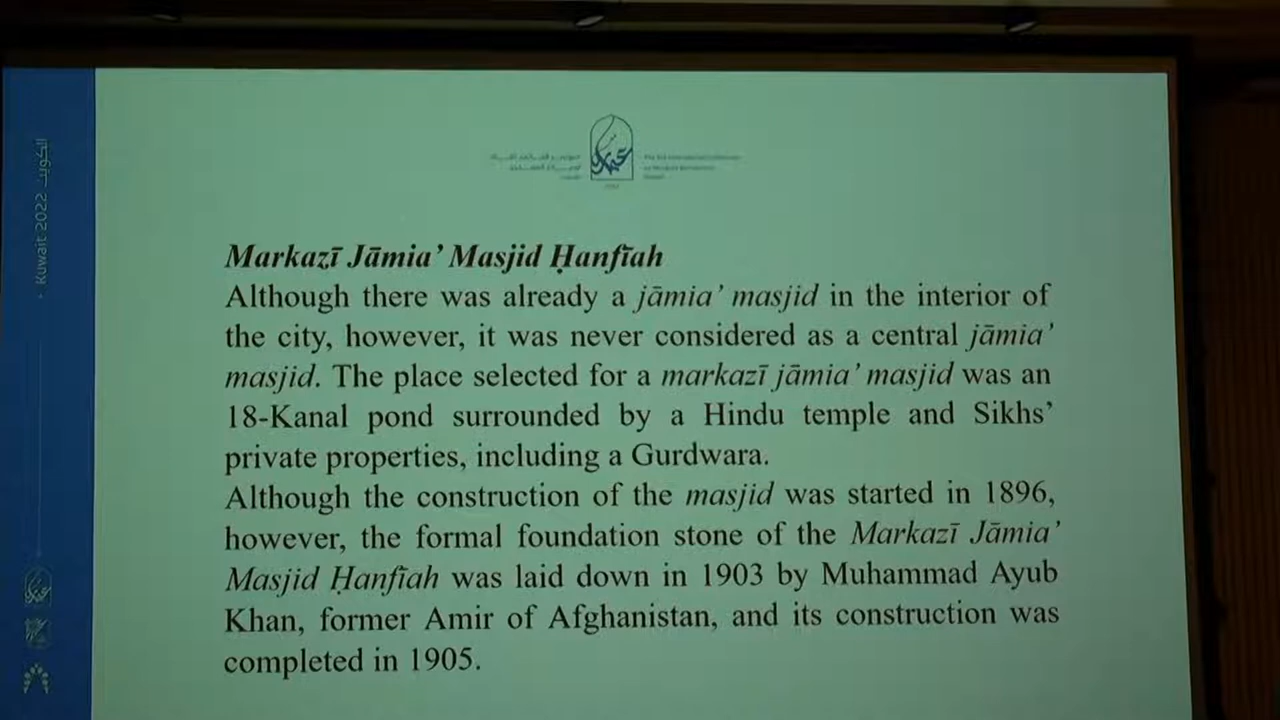 الكويت Kuwait 2022
Markazī Jāmia’ Masjid Ḥanfīah
Although there was already a jāmia’ masjid in the interior of
the city, however, it was never considered as a central jāmia’
masjid. The place selected for a markazī jāmia’ masjid was an
18-Kanal pond surrounded by a Hindu temple and Sikhs’
private properties, including a Gurdwara.
Although the construction of the masjid was started in 1896,
however, the formal foundation stone of the Markazī Jāmia’
Masjid Ḥanfīah was laid down in 1903 by Muhammad Ayub
Khan, former Amir of Afghanistan, and its construction was
completed in 1905.